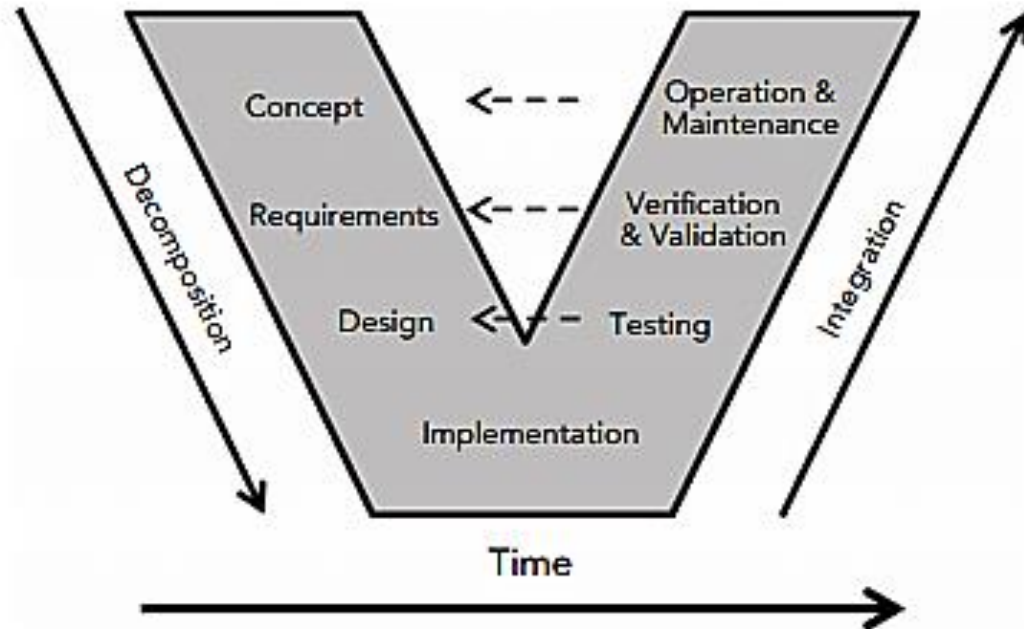 Concept
Operation &
Maintenance
Decomposition
Requirements
Verification
& Validation
Integration
Design
Testing
Implementation
Time